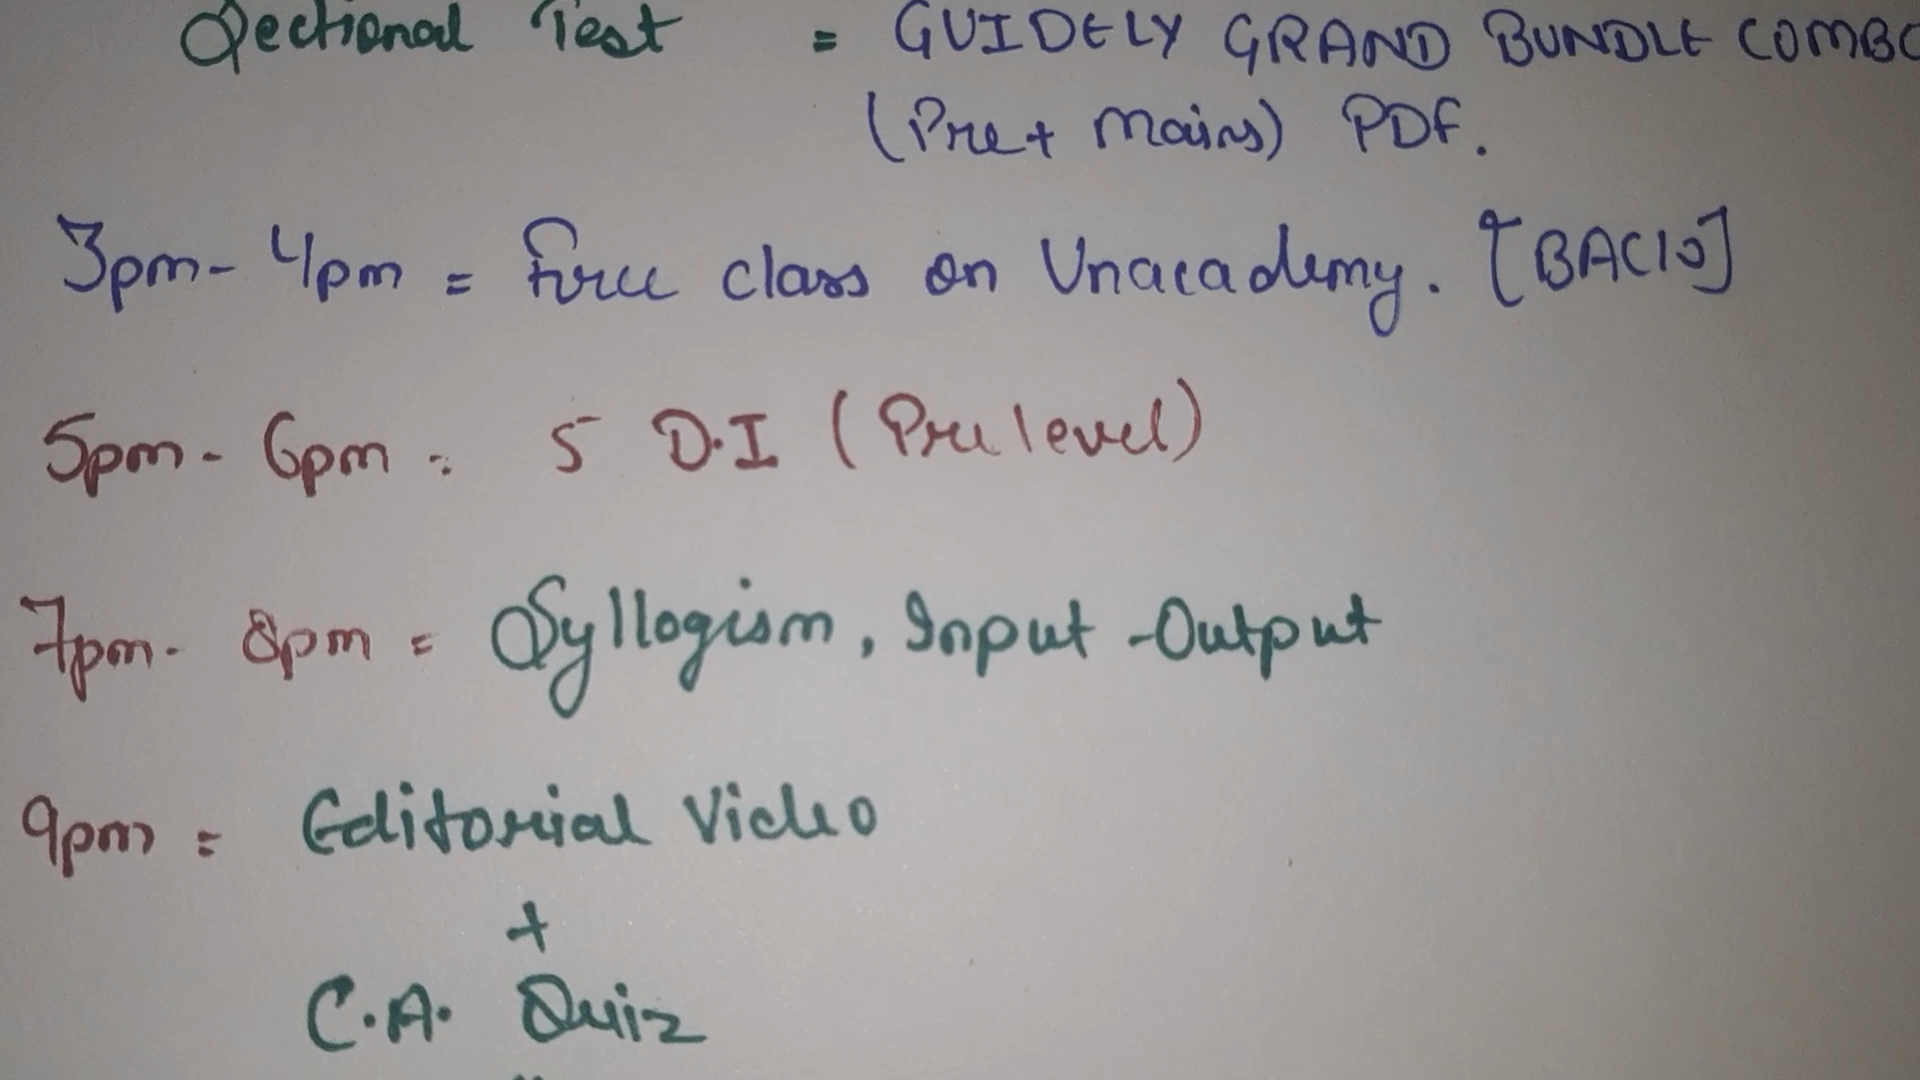 Sectional Test = GUIDELY GRAND BUNDLE COMBO
(Pre + Mains) PDF.
3pm - 4pm = Free class on Unacademy. [BAC10]
5pm - 6pm = 5 D.I (Pre level)
7pm - 8pm = Syllogism, Input - Output
9pm = Editorial Video
+
C.A. Quiz